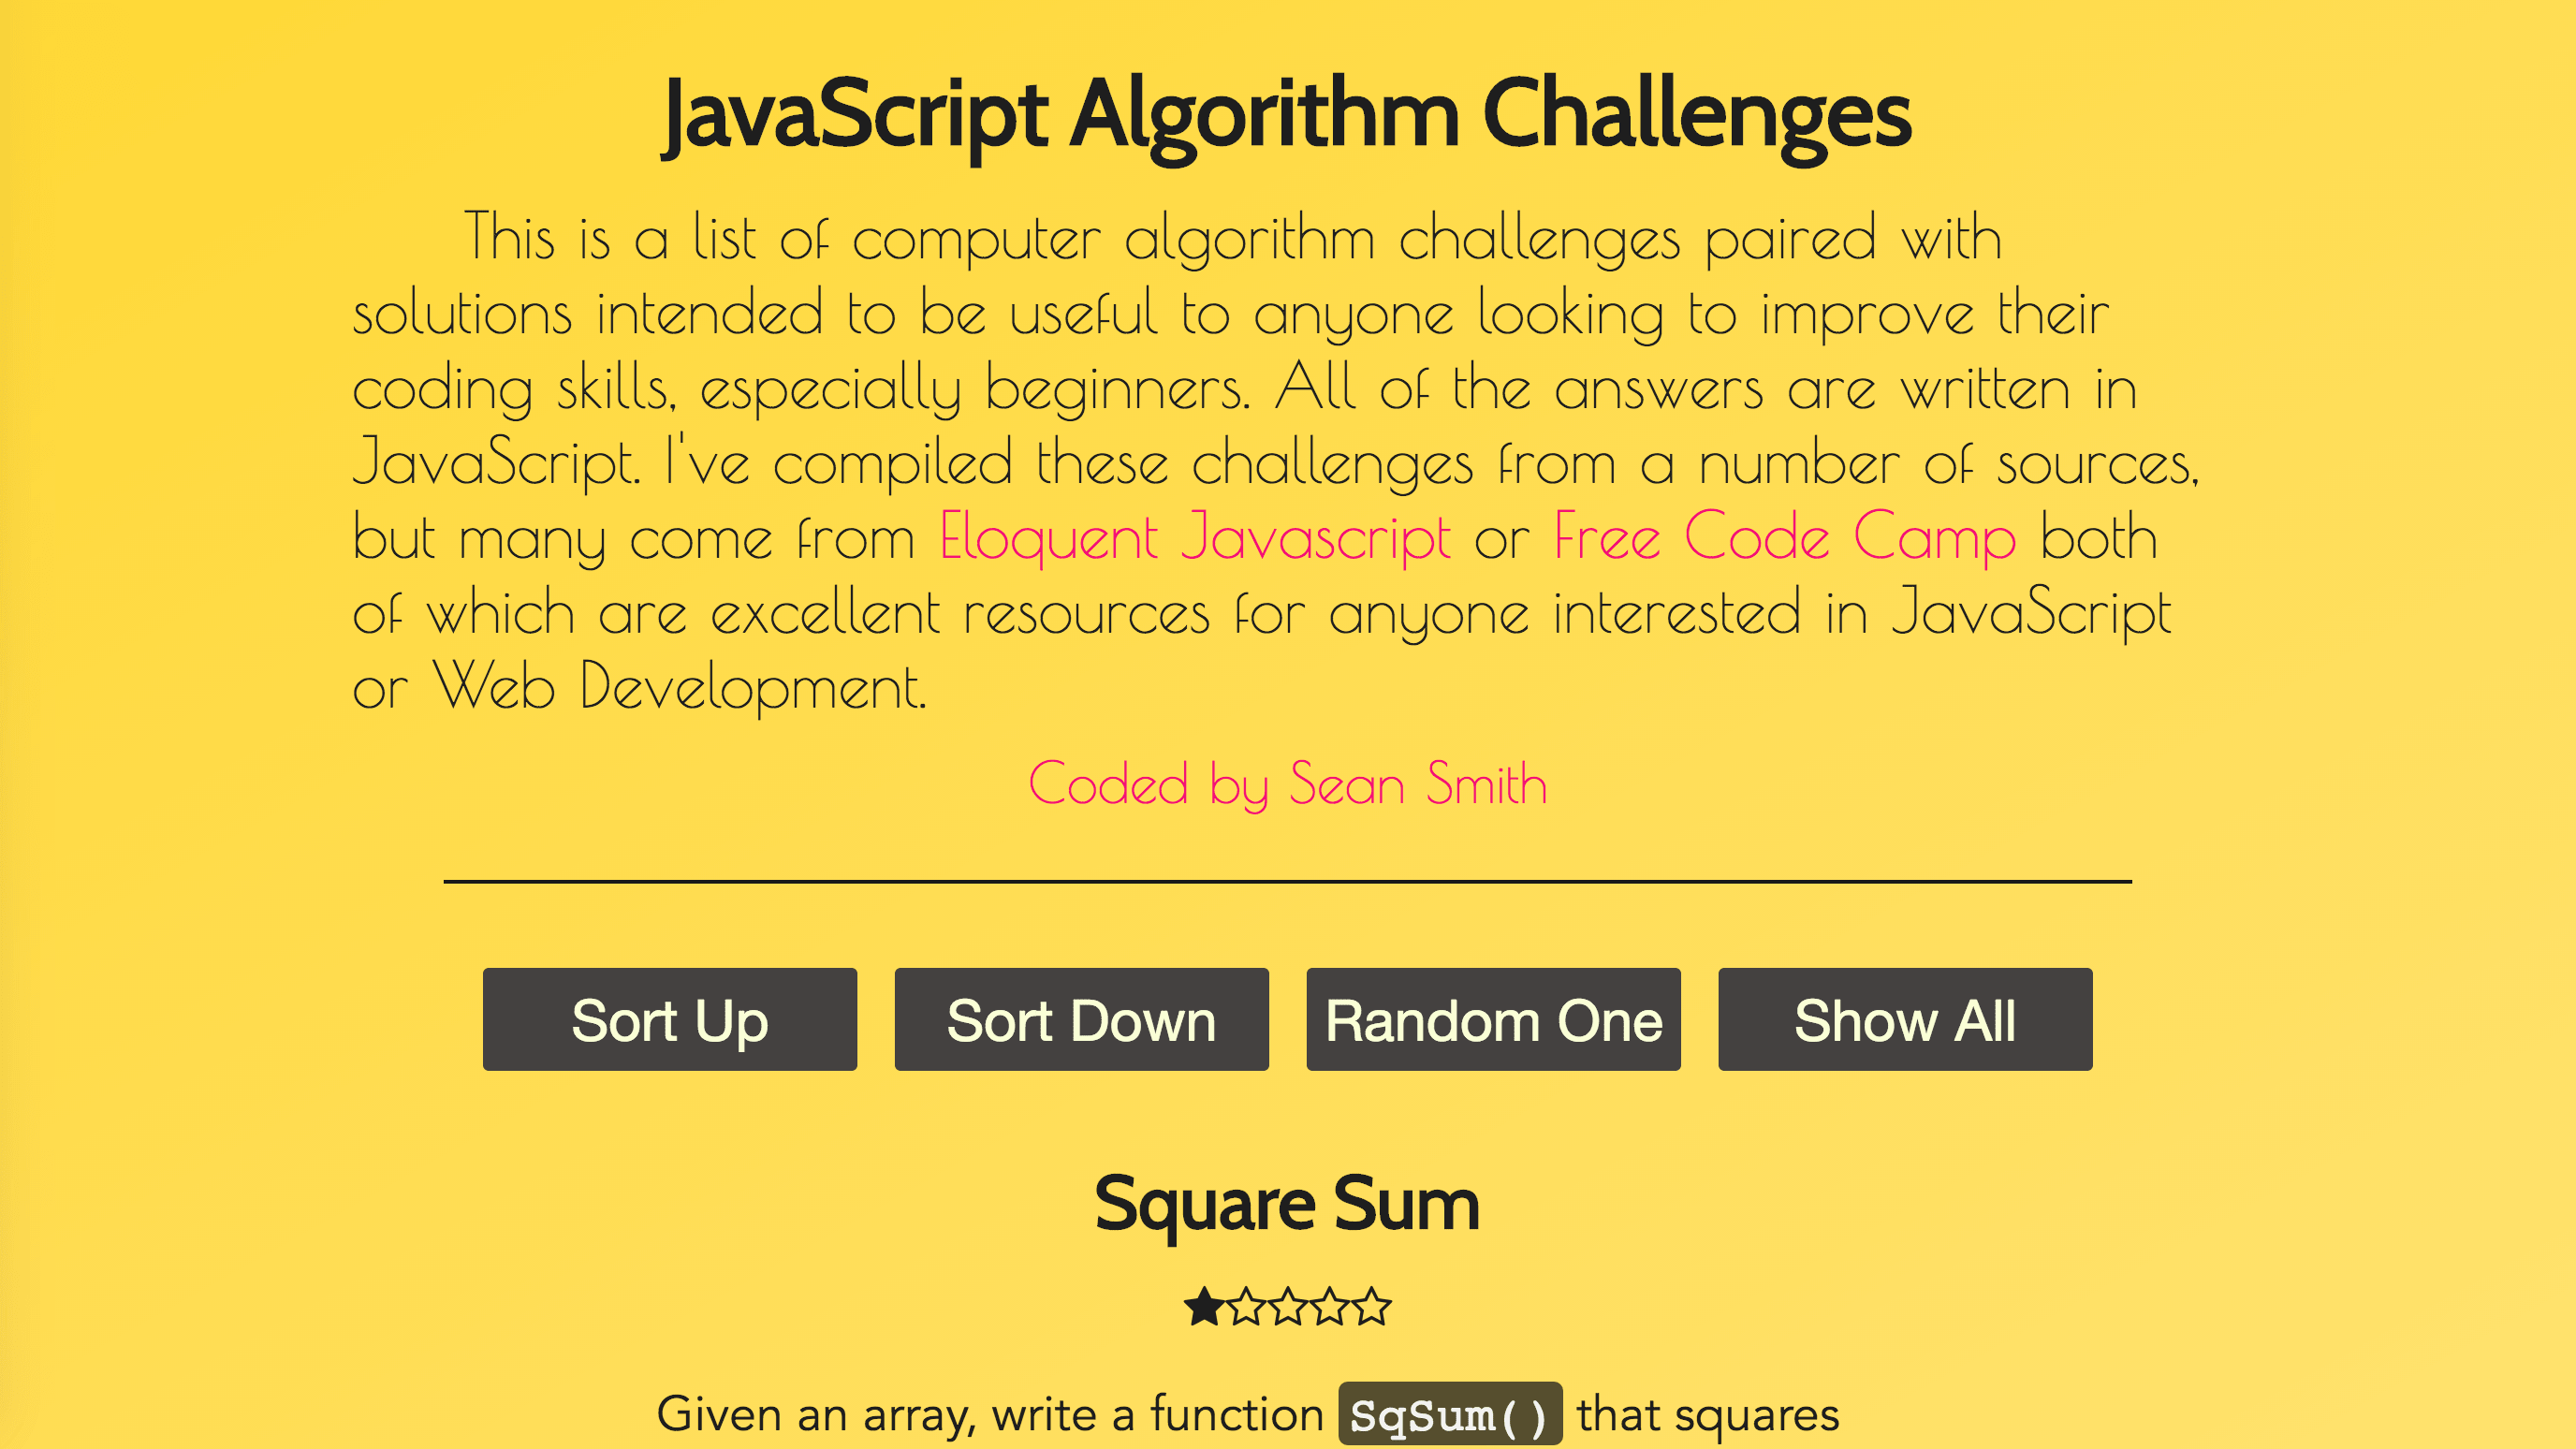 JavaScript Algorithm Challenges
This is a list of computer algorithm challenges paired with
solutions intended to be useful to anyone looking to improve their
coding skills, especially beginners. All of the answers are written in
JavaScript. I've compiled these challenges from a number of sources,
but many come from Eloquent Javascript or Free Code Camp both
of which are excellent resources for anyone interested in JavaScript
or Web Development.
Coded by Sean Smith
Sort Up Sort Down Random One Show All
Square Sum
Given an array, write a function SqSum() that squares